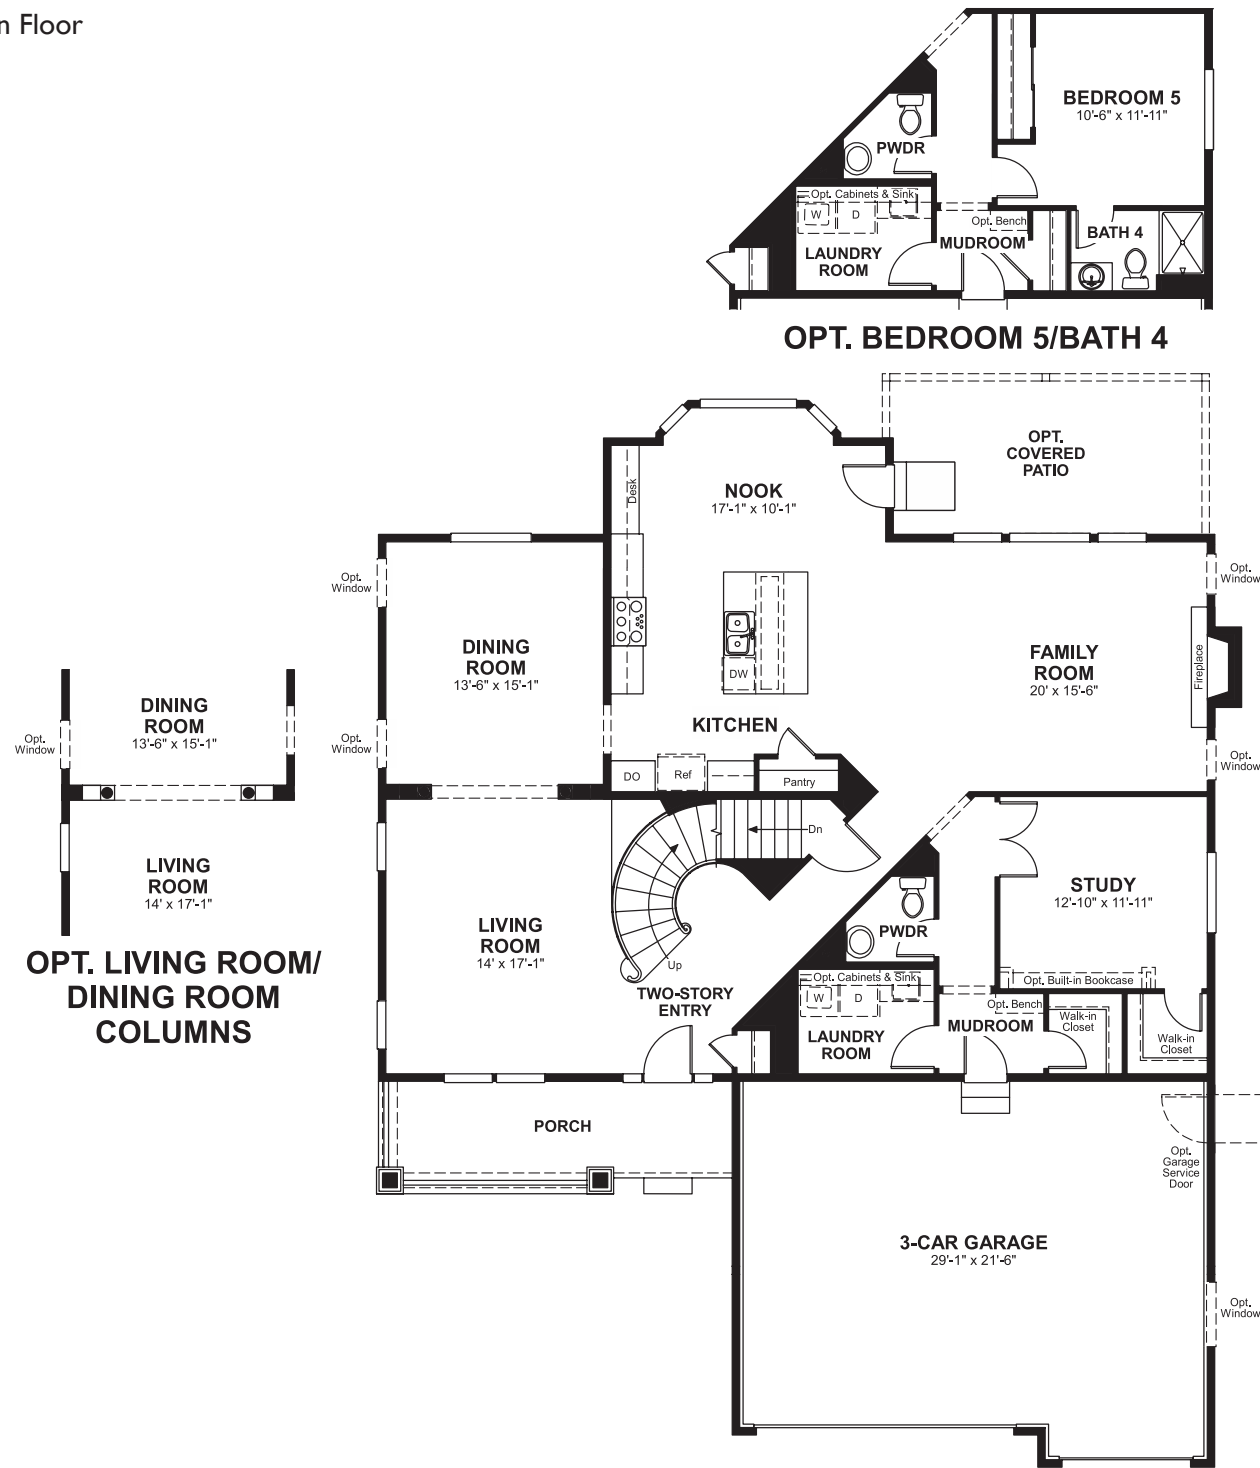 n Floor
BEDROOM 5
10'-6" x 11'-11"
PWDR
Opt. Cabinets & Sink
W
D
Opt. Bench
MUDROOM
BATH 4
LAUNDRY
ROOM
OPT. BEDROOM 5/BATH 4
OPT.
COVERED
PATIO
Desk
NOOK
17'-1" x 10'-1"
Opt.
Window
Opt.
Window
DINING
ROOM
13'-6" x 15'-1"
DW
FAMILY
ROOM
20' x 15'-6"
Fireplace
DINING
ROOM
13'-6" x 15'-1"
Opt.
Window
Opt.
Window
KITCHEN
Opt.
Window
DO
Ref
Pantry
Dn
LIVING
ROOM
14' x 17'-1"
OPT. LIVING ROOM/
DINING ROOM
COLUMNS
STUDY
12'-10" x 11'-11"
LIVING
ROOM
14' x 17'-1"
PWDR
Up
TWO-STORY
ENTRY
Opt. Cabinets & Sink
W
D
Opt. Built-in Bookcase
Opt. Bench
MUDROOM
Walk-in
Closet
LAUNDRY
ROOM
Walk-in
Closet
PORCH
Opt.
Garage
Service
Door
3-CAR GARAGE
29'-1" x 21'-6"
Opt.
Window